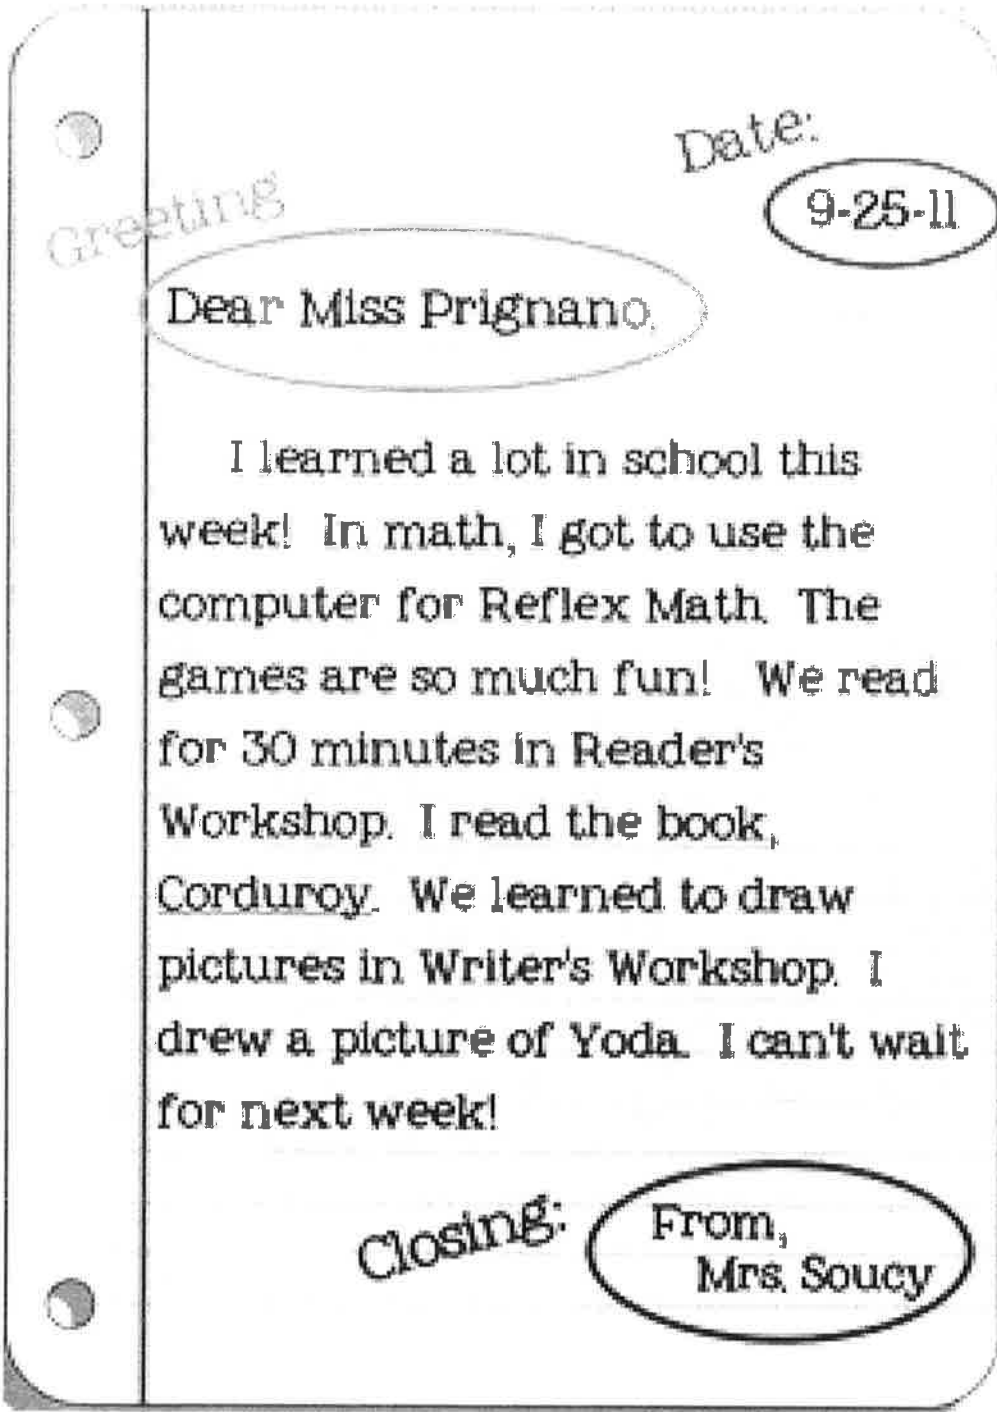 Date:
9-25-11
Greeting
Dear Miss Prignano,
I learned a lot in school this
week! In math, I got to use the
computer for Reflex Math. The
games are so much fun! We read
for 30 minutes in Reader's
Workshop. I read the book,
Corduroy. We learned to draw
pictures in Writer's Workshop. I
drew a picture of Yoda. I can't wait
for next week!
Closing:
From,
Mrs. Soucy